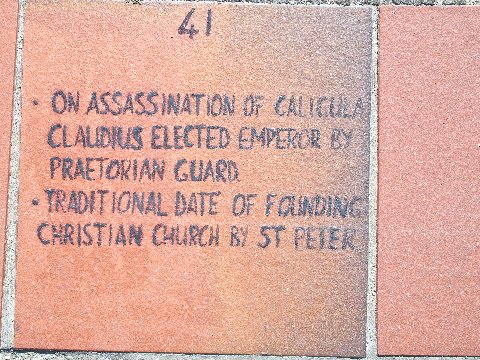 41
· ON ASSASSINATION OF CALIGULA
CLAUDIUS ELECTED EMPEROR BY
PRAETORIAN GUARD.
· TRADITIONAL DATE OF FOUNDING
CHRISTIAN CHURCH BY ST PETER